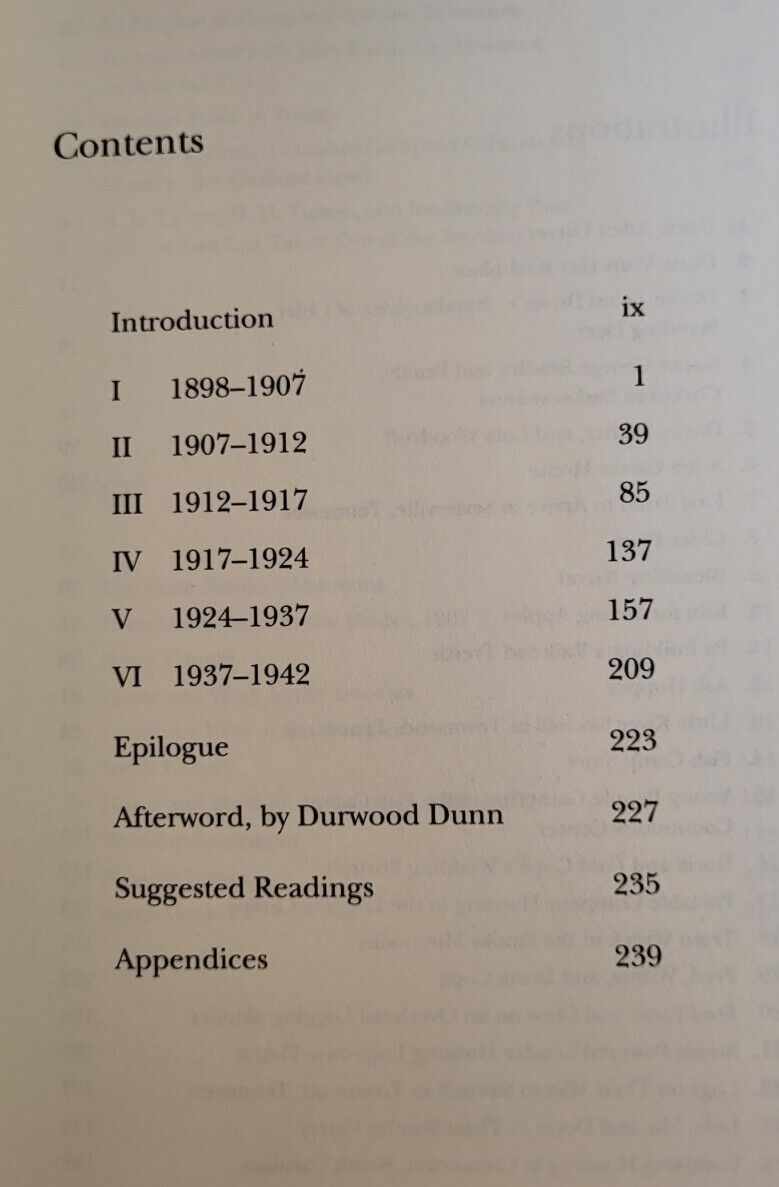 Contents
Introduction ix
I 1898–1907 1
II 1907–1912 39
III 1912–1917 85
IV 1917–1924 137
V 1924–1937 157
VI 1937–1942 209
Epilogue 223
Afterword, by Durwood Dunn 227
Suggested Readings 235
Appendices 239